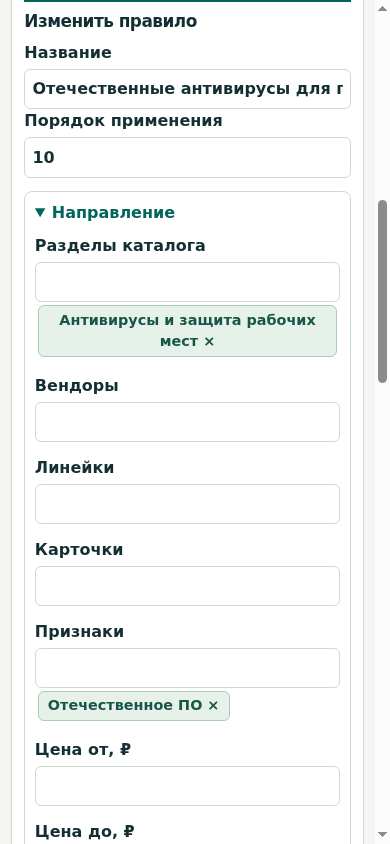 Изменить правило
Название
Отечественные антивирусы для г
Порядок применения
10
▼ Направление
Разделы каталога
Антивирусы и защита рабочих
мест ×
Вендоры
Линейки
Карточки
Признаки
Отечественное ПО ×
Цена от, ₽
Цена до, ₽